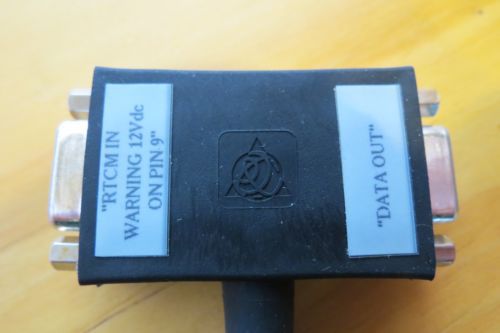 "RTCM IN
WARNING 12Vdc
ON PIN 9"
"DATA OUT"